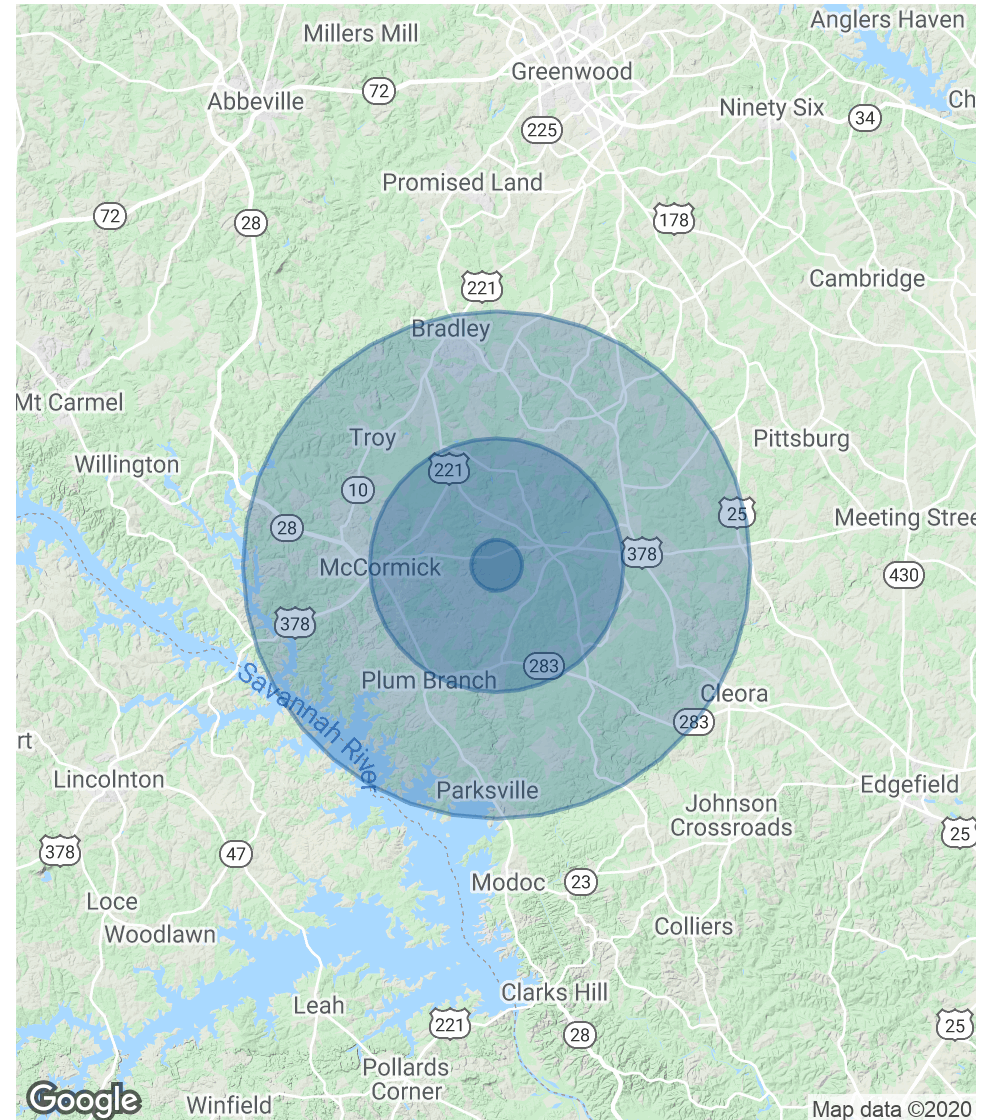 Anglers Haven
Millers Mill
Greenwood
72
Abbeville
Ch
Ninety Six
34
225
Promised Land
72
28
178
Cambridge
221
Bradley
Mt Carmel
Troy
Pittsburg
Willington
221
10
25
Meeting Stree
28
378
McCormick
430
378
283
Plum Branch
Savannah River
Cleora
283
rt
Lincolnton
Edgefield
Parksville
Johnson
Crossroads
25
378
47
Modoc
23
Loce
Colliers
Woodlawn
Clarks Hill
Leah
221
25
28
Pollards
Corner
Google
Winfield
Map data ©2020